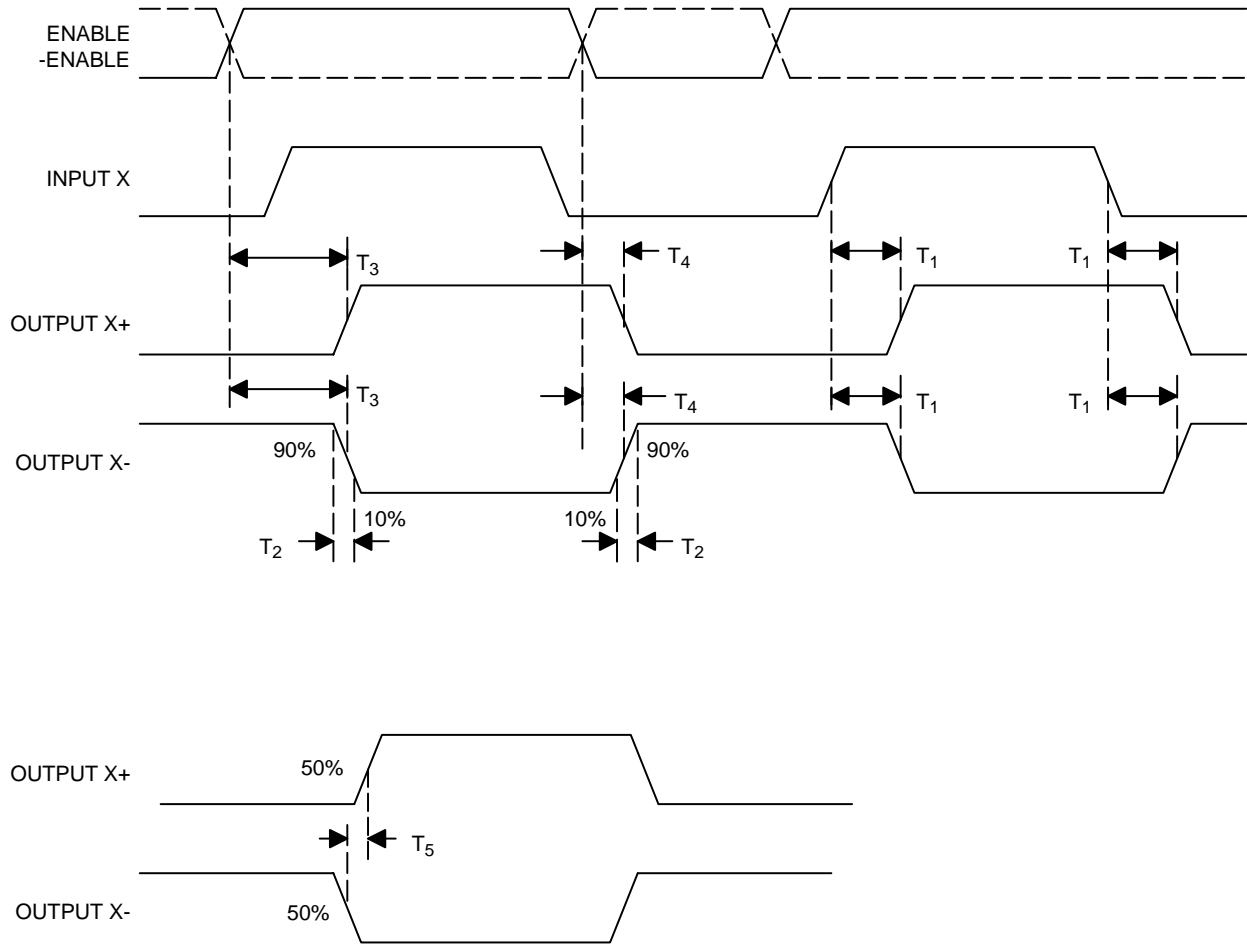 ENABLE
-ENABLE
INPUT X
T3
T4
T1
T1
OUTPUT X+
T3
T4
T1
T1
OUTPUT X-
90%
90%
10%
10%
T2
T2
OUTPUT X+
50%
T5
OUTPUT X-
50%